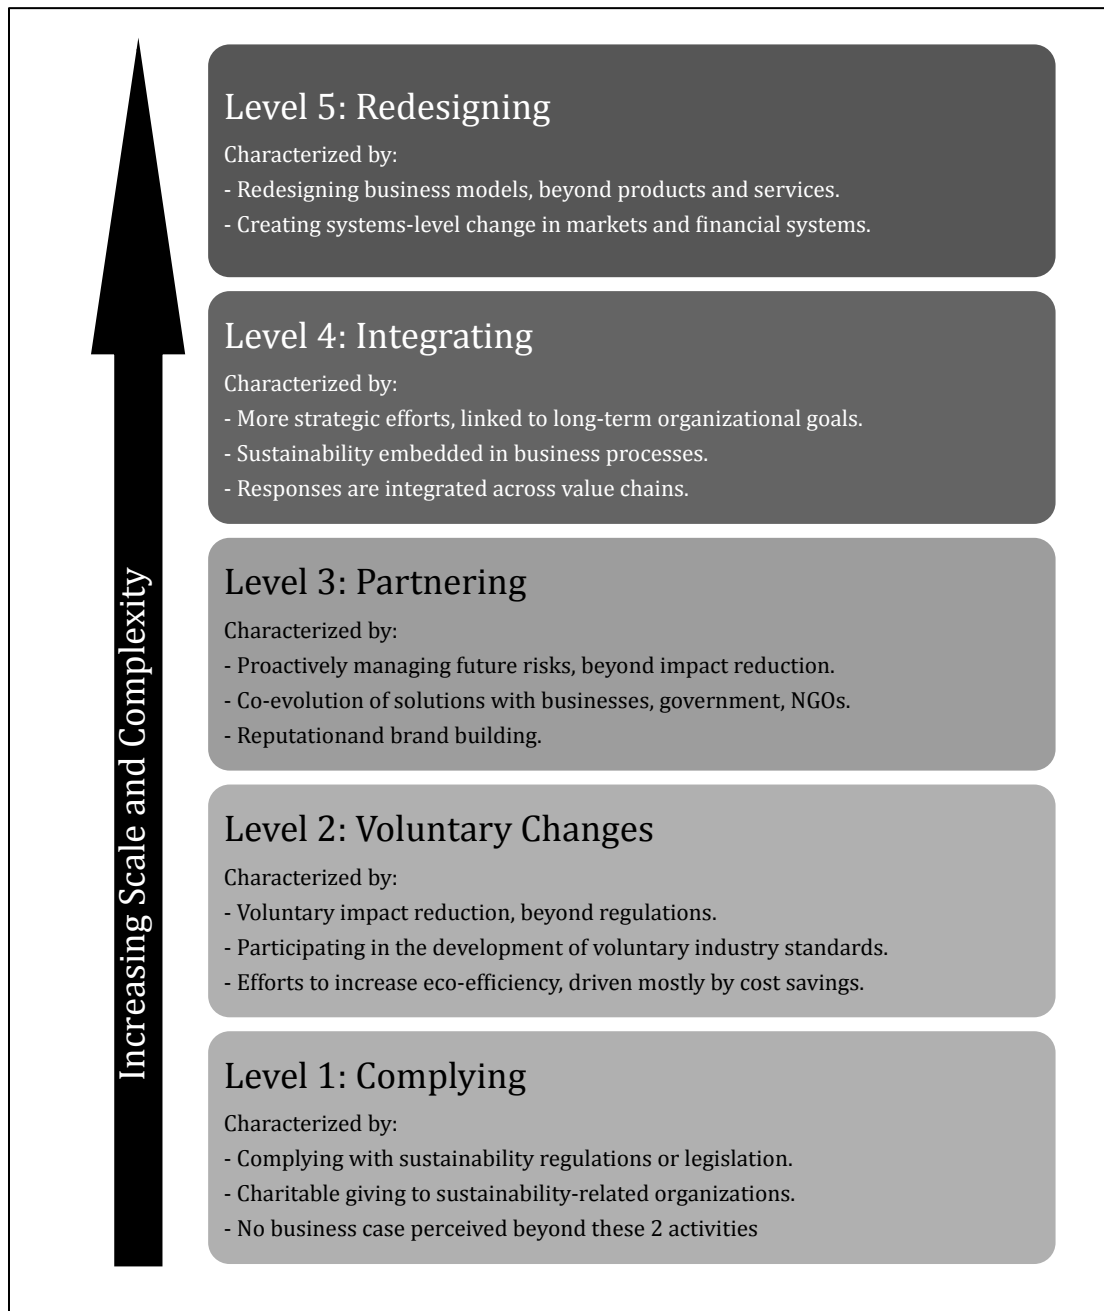 Level 5: Redesigning
Characterized by:
- Redesigning business models, beyond products and services.
- Creating systems-level change in markets and financial systems.
Level 4: Integrating
Characterized by:
- More strategic efforts, linked to long-term organizational goals.
- Sustainability embedded in business processes.
- Responses are integrated across value chains.
Level 3: Partnering
Characterized by:
- Proactively managing future risks, beyond impact reduction.
- Co-evolution of solutions with businesses, government, NGOs.
- Reputationand brand building.
Level 2: Voluntary Changes
Characterized by:
- Voluntary impact reduction, beyond regulations.
- Participating in the development of voluntary industry standards.
- Efforts to increase eco-efficiency, driven mostly by cost savings.
Level 1: Complying
Characterized by:
- Complying with sustainability regulations or legislation.
- Charitable giving to sustainability-related organizations.
- No business case perceived beyond these 2 activities
Increasing Scale and Complexity